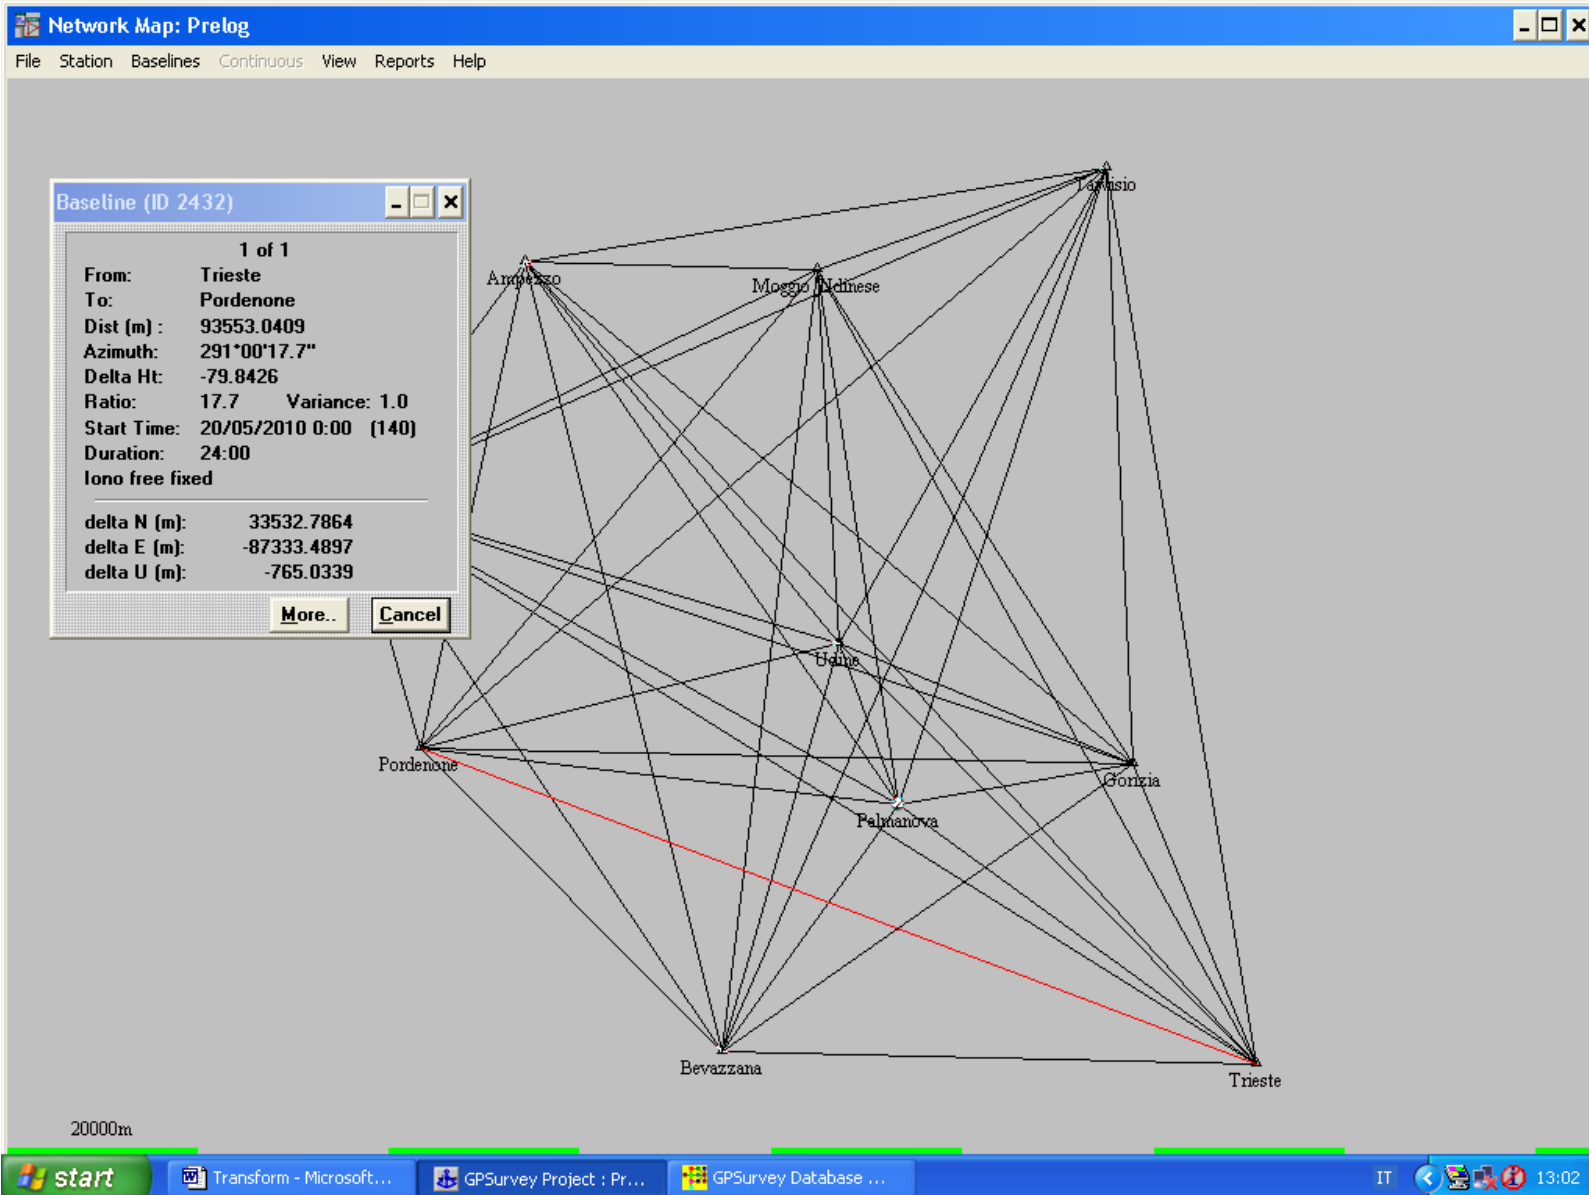 Network Map: Prelog
File Station Baselines Continuous View Reports Help
Tarvisio
Baseline (ID 2432)
1 of 1
From: Trieste
To: Pordenone
Dist (m) : 93553.0409
Azimuth: 291°00'17.7"
Delta Ht: -79.8426
Ratio: 17.7 Variance: 1.0
Start Time: 20/05/2010 0:00 (140)
Duration: 24:00
Iono free fixed
delta N (m): 33532.7864
delta E (m): -87333.4897
delta U (m): -765.0339
More.. Cancel
Ampezzo
Moggio Udinese
Udine
Pordenone
Gorizia
Palmanova
Bevazzana
Trieste
20000m
start Transform - Microsoft... GPSurvey Project : Pr... GPSurvey Database ... IT 13:02